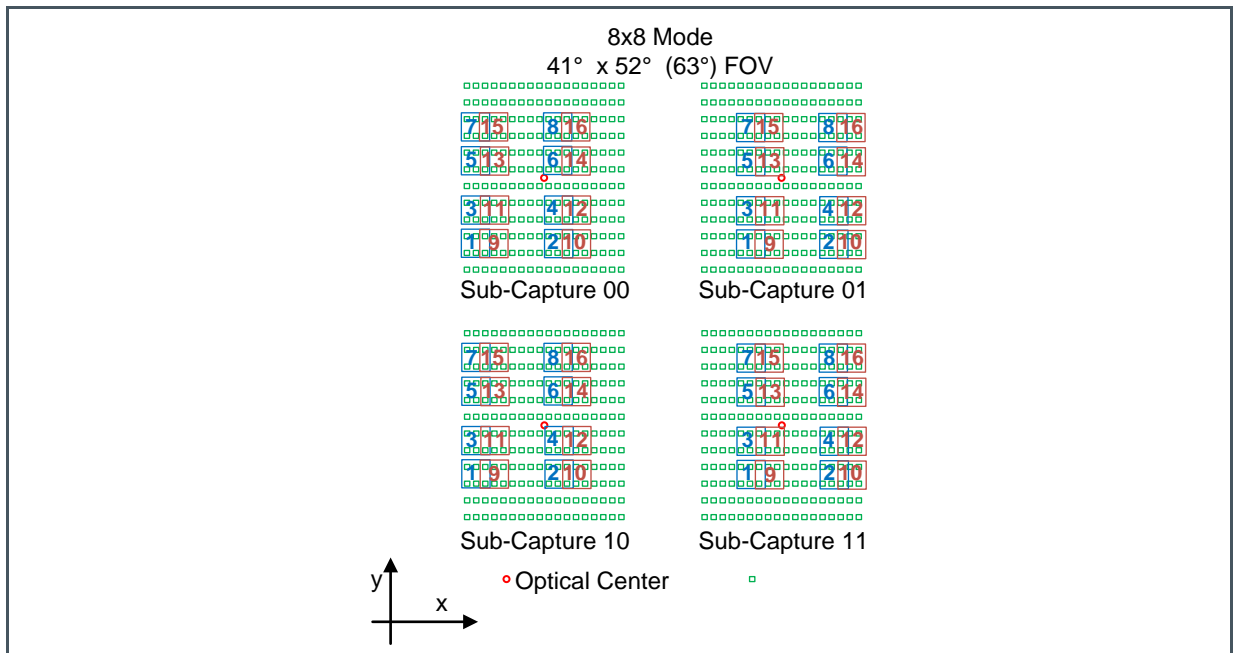 8x8 Mode
41° x 52° (63°) FOV
7 15 8 16 7 15 8 16
5 13 6 14 5 13 6 14
3 11 4 12 3 11 4 12
1 9 2 10 1 9 2 10
Sub-Capture 00 Sub-Capture 01
7 15 8 16 7 15 8 16
5 13 6 14 5 13 6 14
3 11 4 12 3 11 4 12
1 9 2 10 1 9 2 10
Sub-Capture 10 Sub-Capture 11
y
Optical Center
x